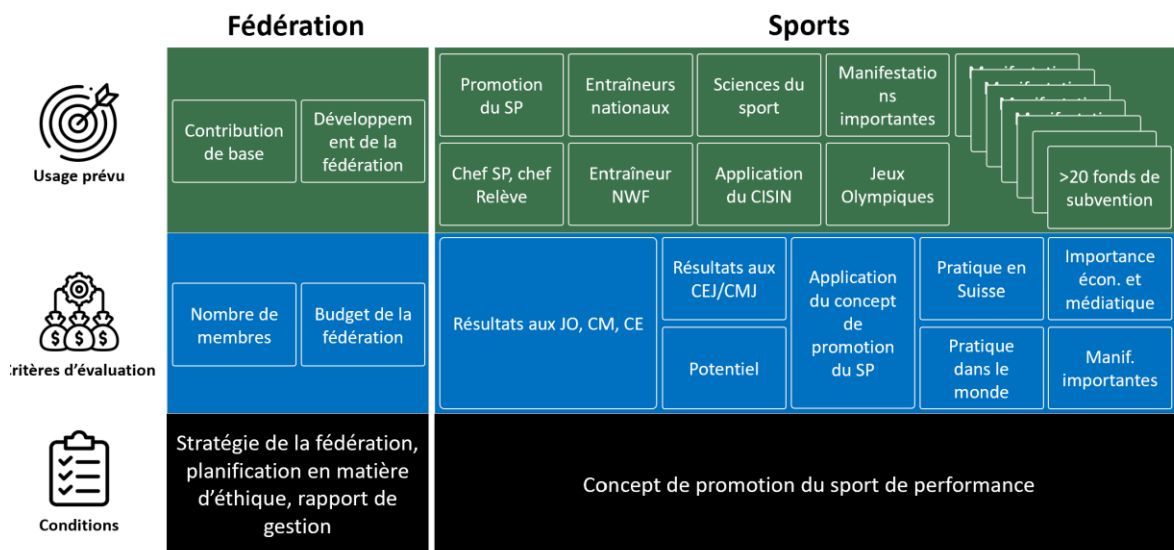 Fédération
Sports
Usage prévu
Contribution
de base
Développem
ent de la
fédération
Promotion
du SP
Entraîneurs
nationaux
Sciences du
sport
Manifestatio
ns
importantes
Chef SP, chef
Relève
Entraîneur
NWF
Application
du CISIN
Jeux
Olympiques
>20 fonds de
subvention
ritères d'évaluation
Nombre de
membres
Budget de la
fédération
Résultats aux JO, CM, CE
Résultats aux
CEJ/CMJ
Potentiel
Application
du concept
de
promotion
du SP
Pratique en
Suisse
Pratique
dans le
monde
Importance
écon. et
médiatique
Manif.
importantes
Conditions
Stratégie de la fédération,
planification en matière
d'éthique, rapport de
gestion
Concept de promotion du sport de performance